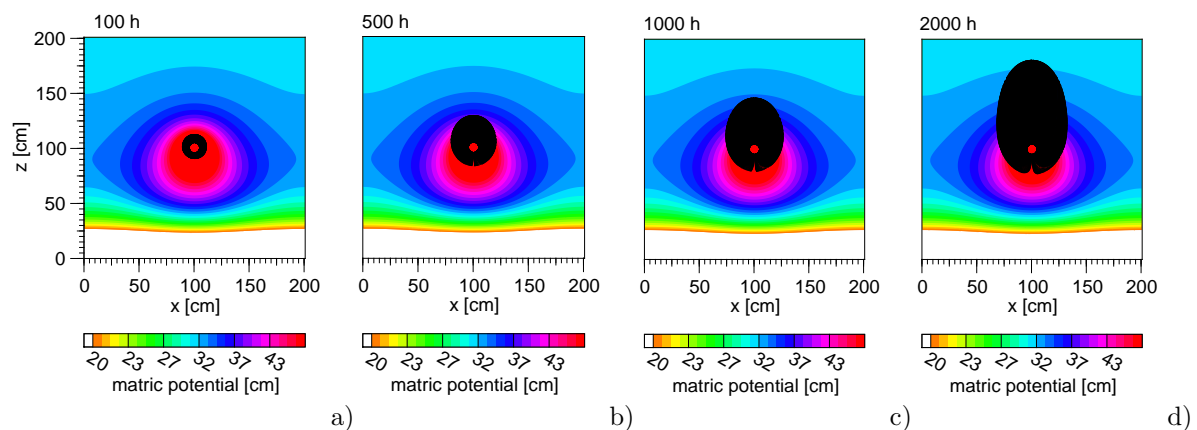 100 h
500 h
1000 h
2000 h
200
150
100
50
0
z [cm]
0 50 100 150 200
0 50 100 150 200
0 50 100 150 200
0 50 100 150 200
x [cm]
x [cm]
x [cm]
x [cm]
20 23 27 32 37 43
20 23 27 32 37 43
20 23 27 32 37 43
20 23 27 32 37 43
matric potential [cm]
matric potential [cm]
matric potential [cm]
matric potential [cm]
a)
b)
c)
d)